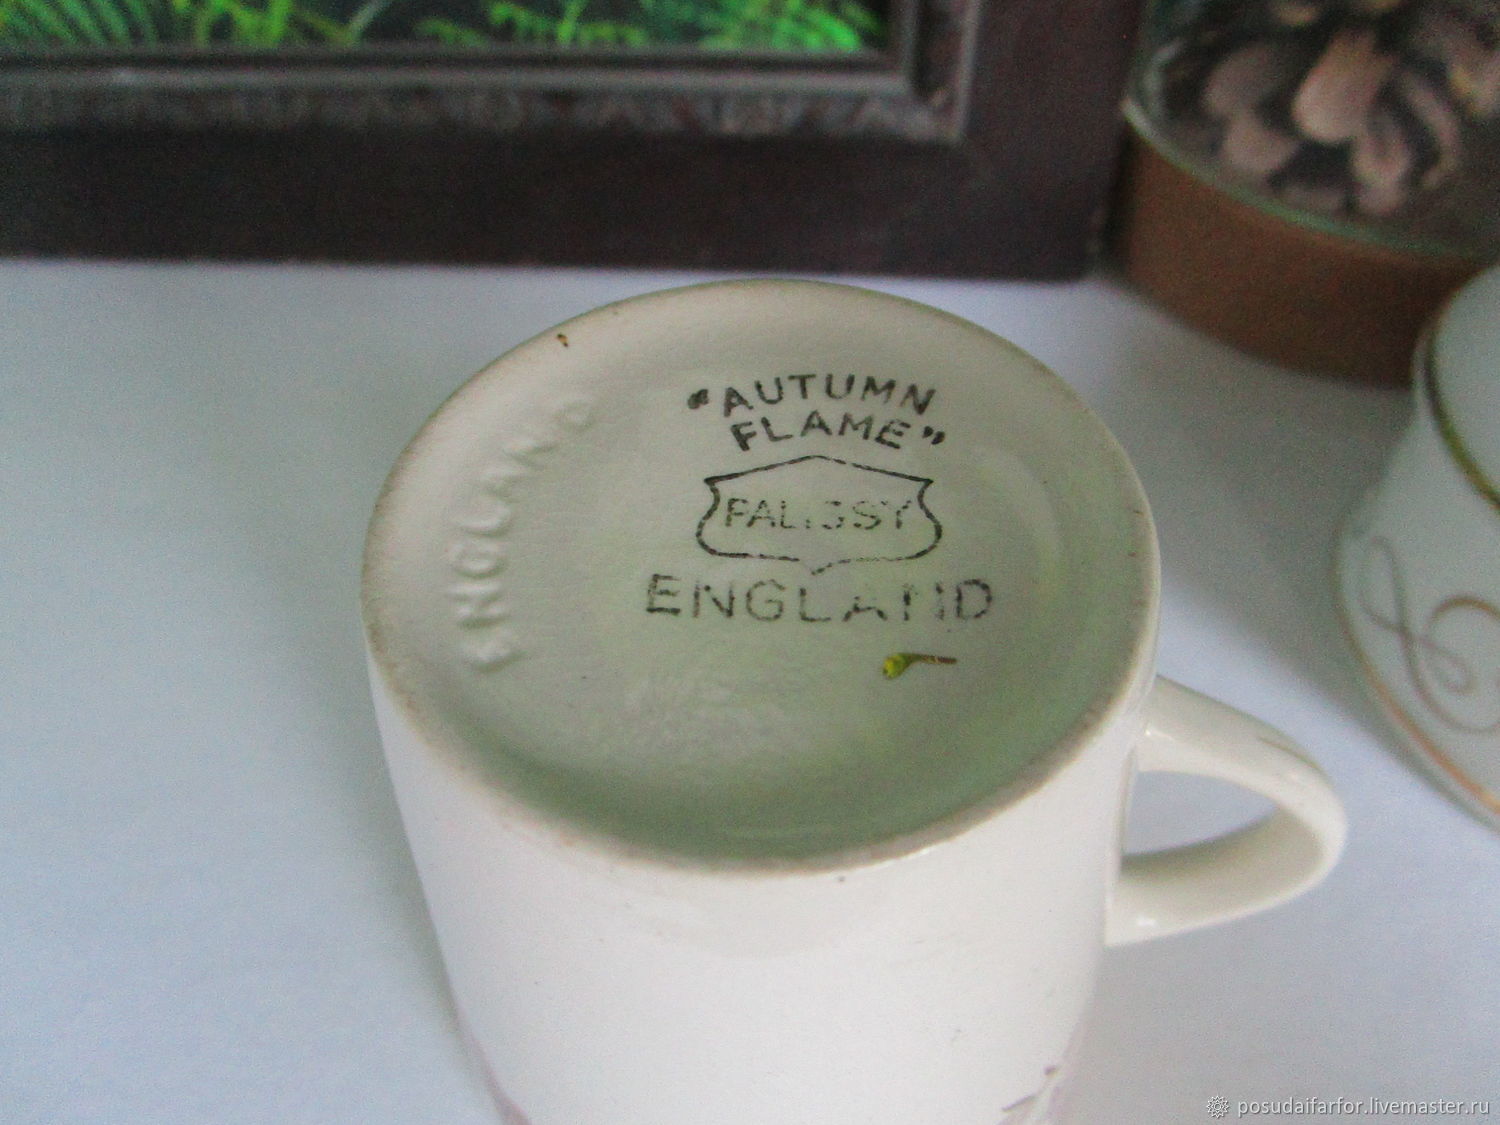 “AUTUMN
FLAME”
PALISSY
ENGLAND
ENGLAND
posudaifarfor.livemaster.ru